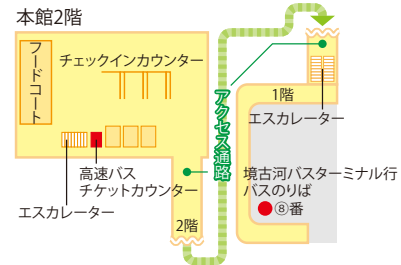 本館2階
フードコート
チェックインカウンター
高速バス
チケットカウンター
エスカレーター
2階
アクセス通路
1階
エスカレーター
境古河バスターミナル行
バスのりば
⑧番